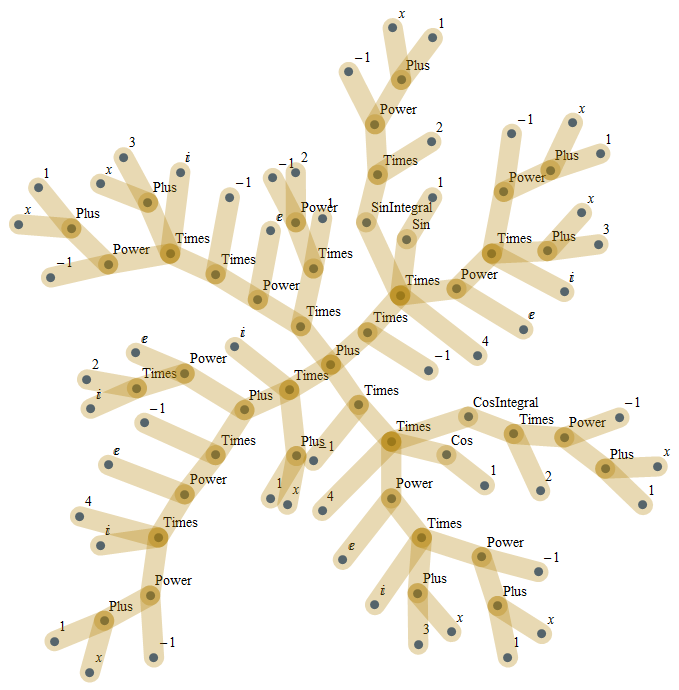 x
1
Plus
−1
Power
2
Times
−1
x
Plus
1
Power
3
ⅈ
x
Plus
−1
2
1
SinIntegral
Sin
1
x
Plus
−1
ⅇ
Power
1
x
3
Plus
Times
Times
Power
−1
Times
Times
Power
Times
Power
ⅈ
Times
Times
ⅇ
4
−1
ⅈ
Plus
ⅇ
Power
2
Times
ⅈ
Times
Plus
Times
−1
CosIntegral
−1
Times
Times
Power
Cos
Plus
−1
x
Times
ⅇ
Power
1
x
4
1
2
1
Power
4
ⅈ
Times
Times
ⅇ
Power
−1
Power
Plus
ⅈ
Plus
1
Plus
x
−1
3
x
1
x